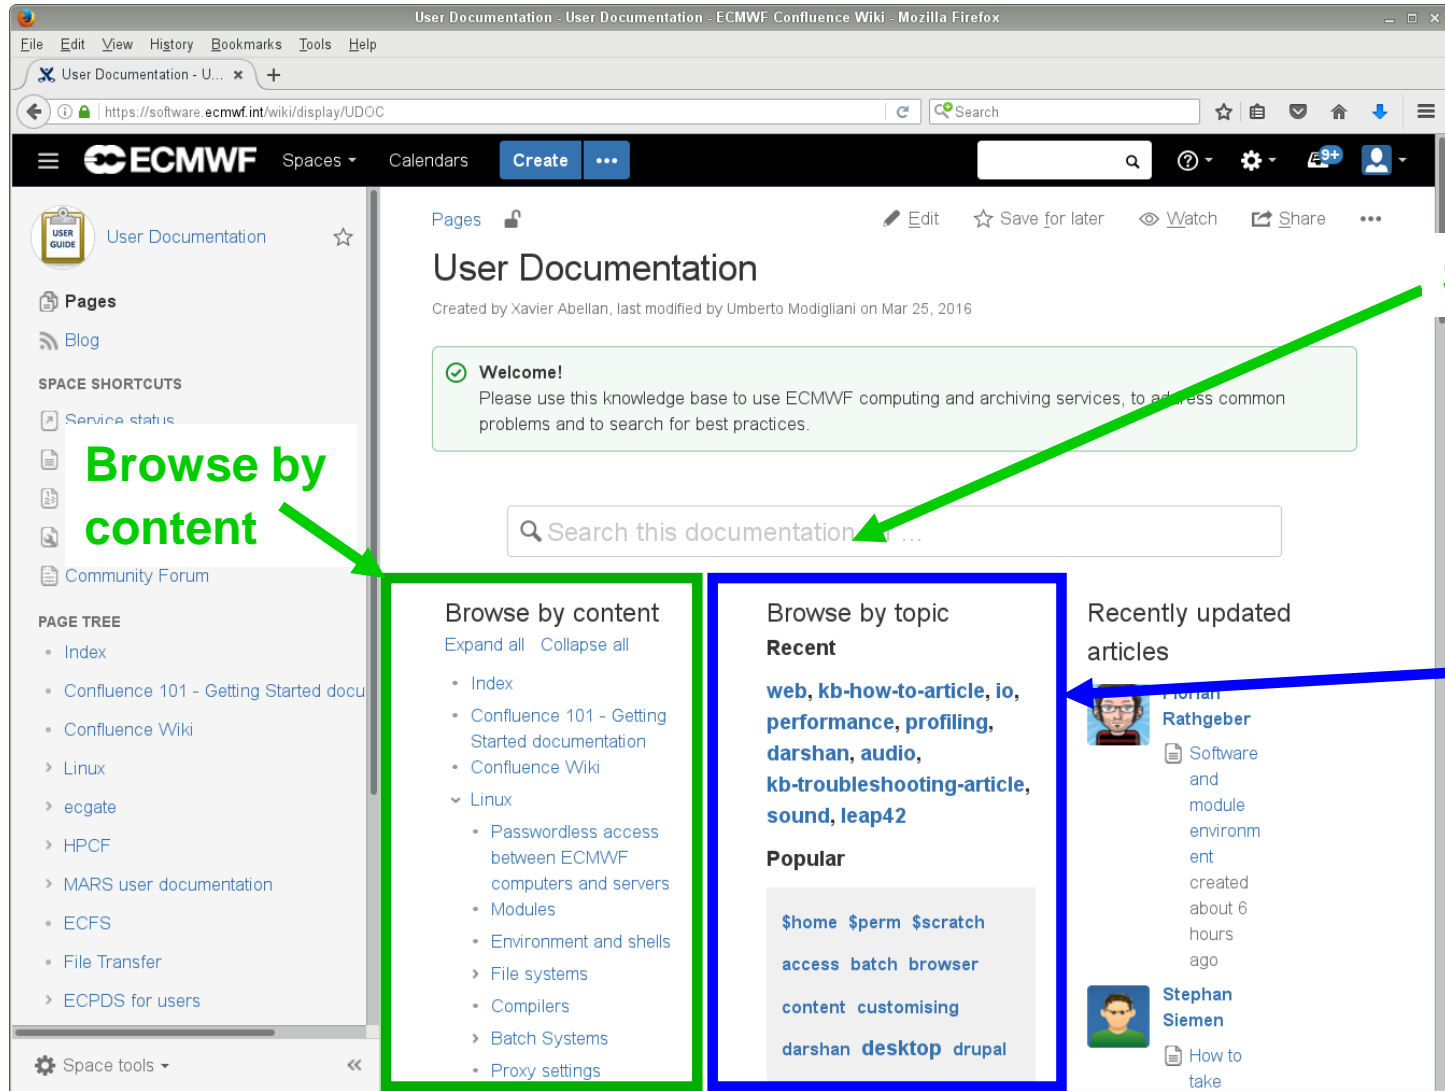 User Documentation - User Documentation - ECMWF Confluence Wiki - Mozilla Firefox
File Edit View History Bookmarks Tools Help
User Documentation - U...
https://software.ecmwf.int/wiki/display/UDOC
Search
ECMWF Spaces Calendars Create
9+
USER GUIDE
User Documentation
Pages
Blog
SPACE SHORTCUTS
Service status
Browse by
content
Community Forum
PAGE TREE
Index
Confluence 101 - Getting Started docu
Confluence Wiki
Linux
ecgate
HPCF
MARS user documentation
ECFS
File Transfer
ECPDS for users
Space tools
Pages
Edit Save for later Watch Share
User Documentation
Created by Xavier Abellan, last modified by Umberto Modigliani on Mar 25, 2016
Welcome!
Please use this knowledge base to use ECMWF computing and archiving services, to address common
problems and to search for best practices.
Search this documentation ...
Browse by content
Expand all Collapse all
Index
Confluence 101 - Getting
Started documentation
Confluence Wiki
Linux
Passwordless access
between ECMWF
computers and servers
Modules
Environment and shells
File systems
Compilers
Batch Systems
Proxy settings
Browse by topic
Recent
web, kb-how-to-article, io,
performance, profiling,
darshan, audio,
kb-troubleshooting-article,
sound, leap42
Popular
$home $perm $scratch
access batch browser
content customising
darshan desktop drupal
Recently updated
articles
Florian
Rathgeber
Software
and
module
environm
ent
created
about 6
hours
ago
Stephan
Siemen
How to
take